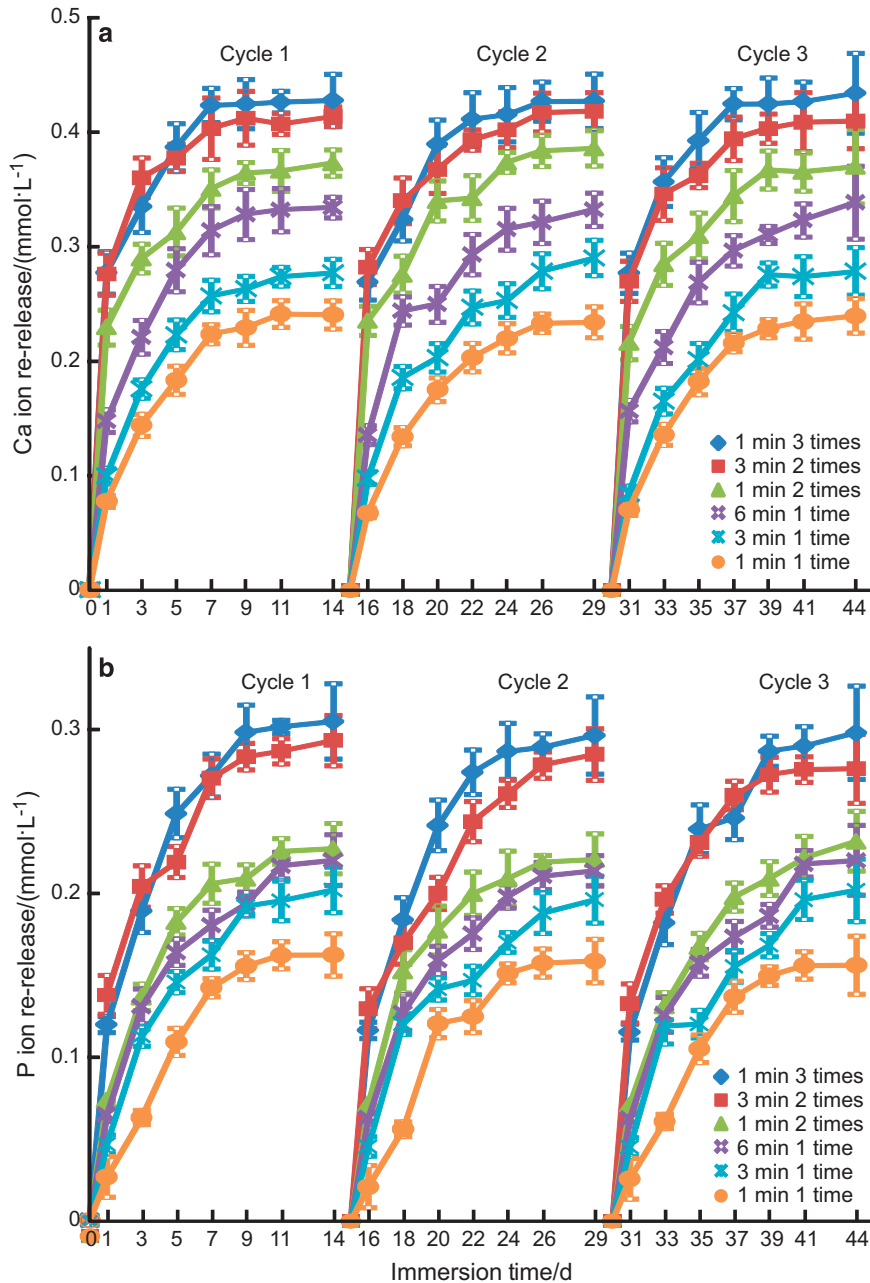 a
Cycle 1 Cycle 2 Cycle 3
Ca ion re-release/(mmol·L⁻¹)
0.5
0.4
0.3
0.2
0.1
0
1 min 3 times
3 min 2 times
1 min 2 times
6 min 1 time
3 min 1 time
1 min 1 time
0 1 3 5 7 9 11 14 16 18 20 22 24 26 29 31 33 35 37 39 41 44
b
Cycle 1 Cycle 2 Cycle 3
P ion re-release/(mmol·L⁻¹)
0.3
0.2
0.1
0
1 min 3 times
3 min 2 times
1 min 2 times
6 min 1 time
3 min 1 time
1 min 1 time
0 1 3 5 7 9 11 14 16 18 20 22 24 26 29 31 33 35 37 39 41 44
Immersion time/d